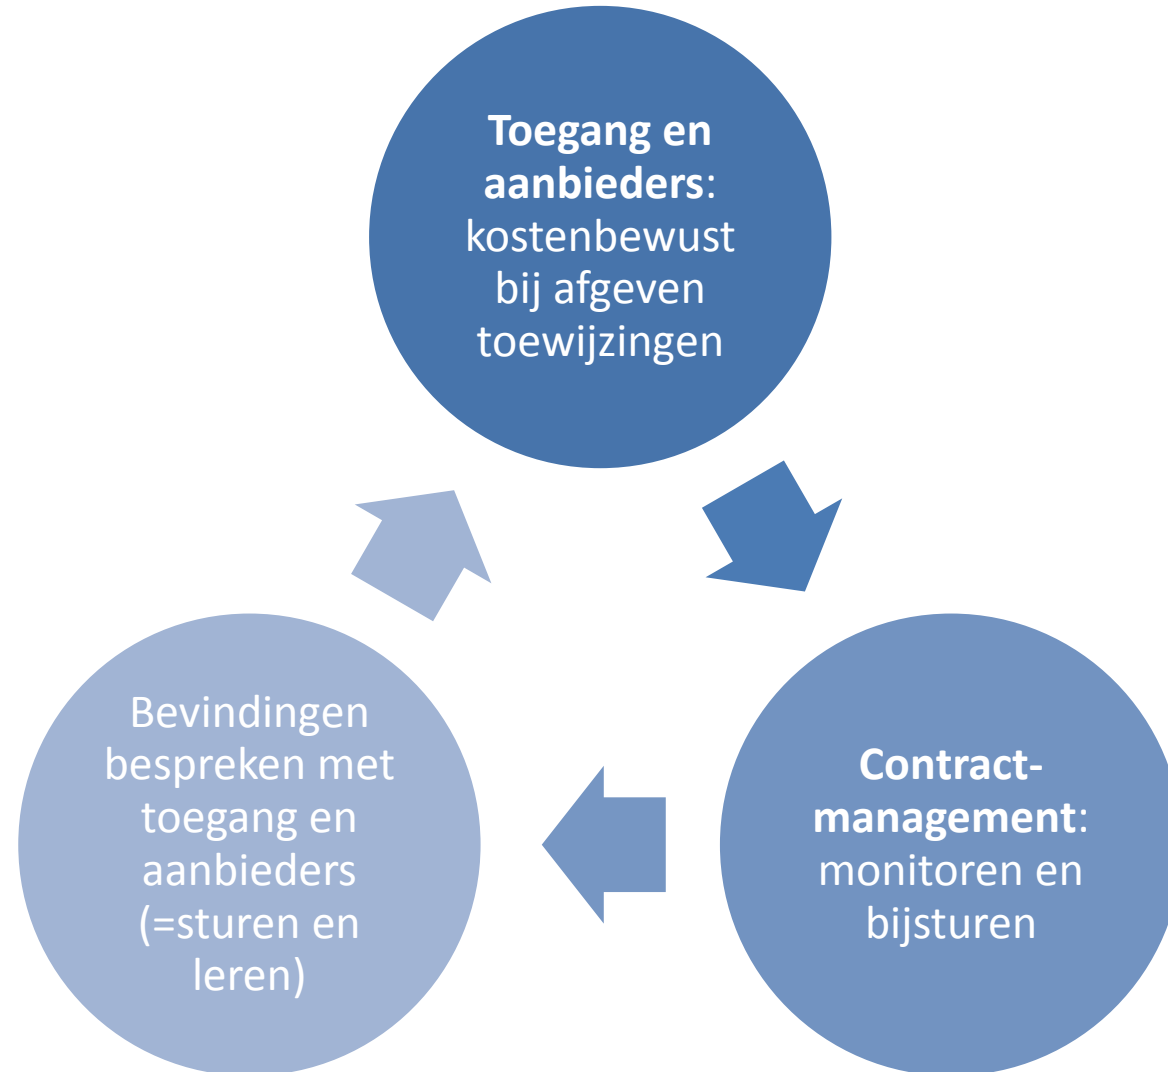 Toegang en
aanbieders:
kostenbewust
bij afgeven
toewijzingen
Contract-
management:
monitoren en
bijsturen
Bevindingen
bespreken met
toegang en
aanbieders
(=sturen en
leren)